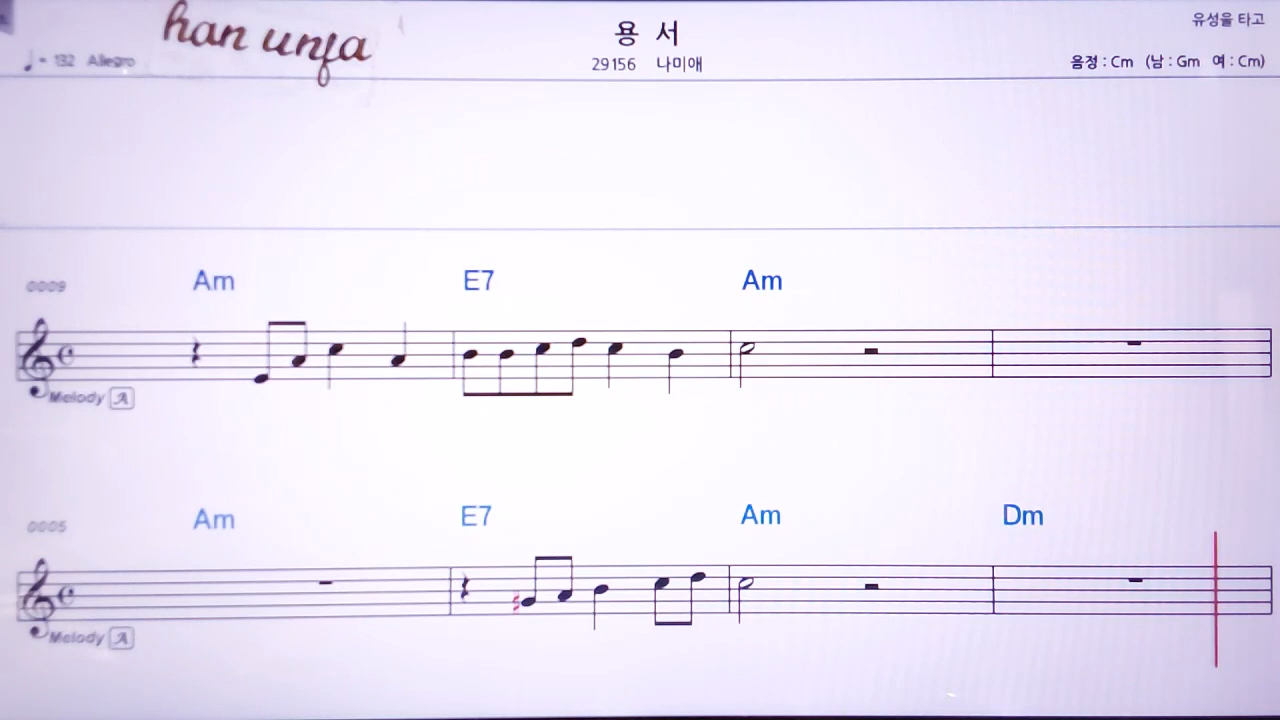 han unja
용 서
유성을 타고
♩ = 132 Allegro
29156 나미애
음정 : Cm (남 : Gm 여 : Cm)
0009 Am E7 Am
Melody A
0005 Am E7 Am Dm
Melody A